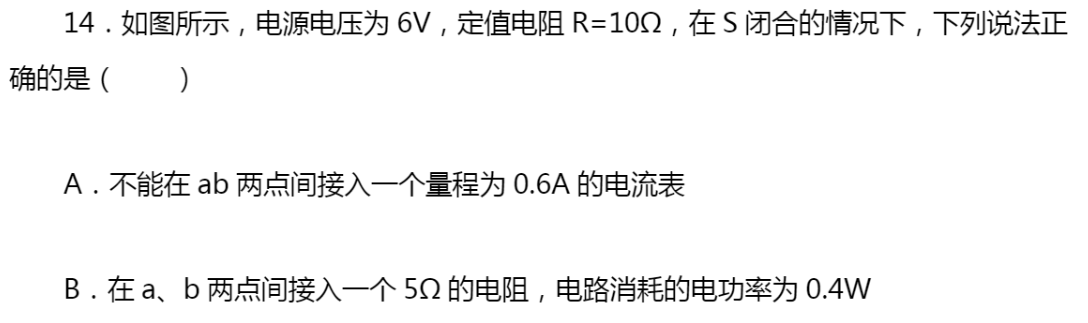 14．如图所示，电源电压为 6V，定值电阻 R=10Ω，在 S 闭合的情况下，下列说法正
确的是（　　）
A．不能在 ab 两点间接入一个量程为 0.6A 的电流表
B．在 a、b 两点间接入一个 5Ω 的电阻，电路消耗的电功率为 0.4W